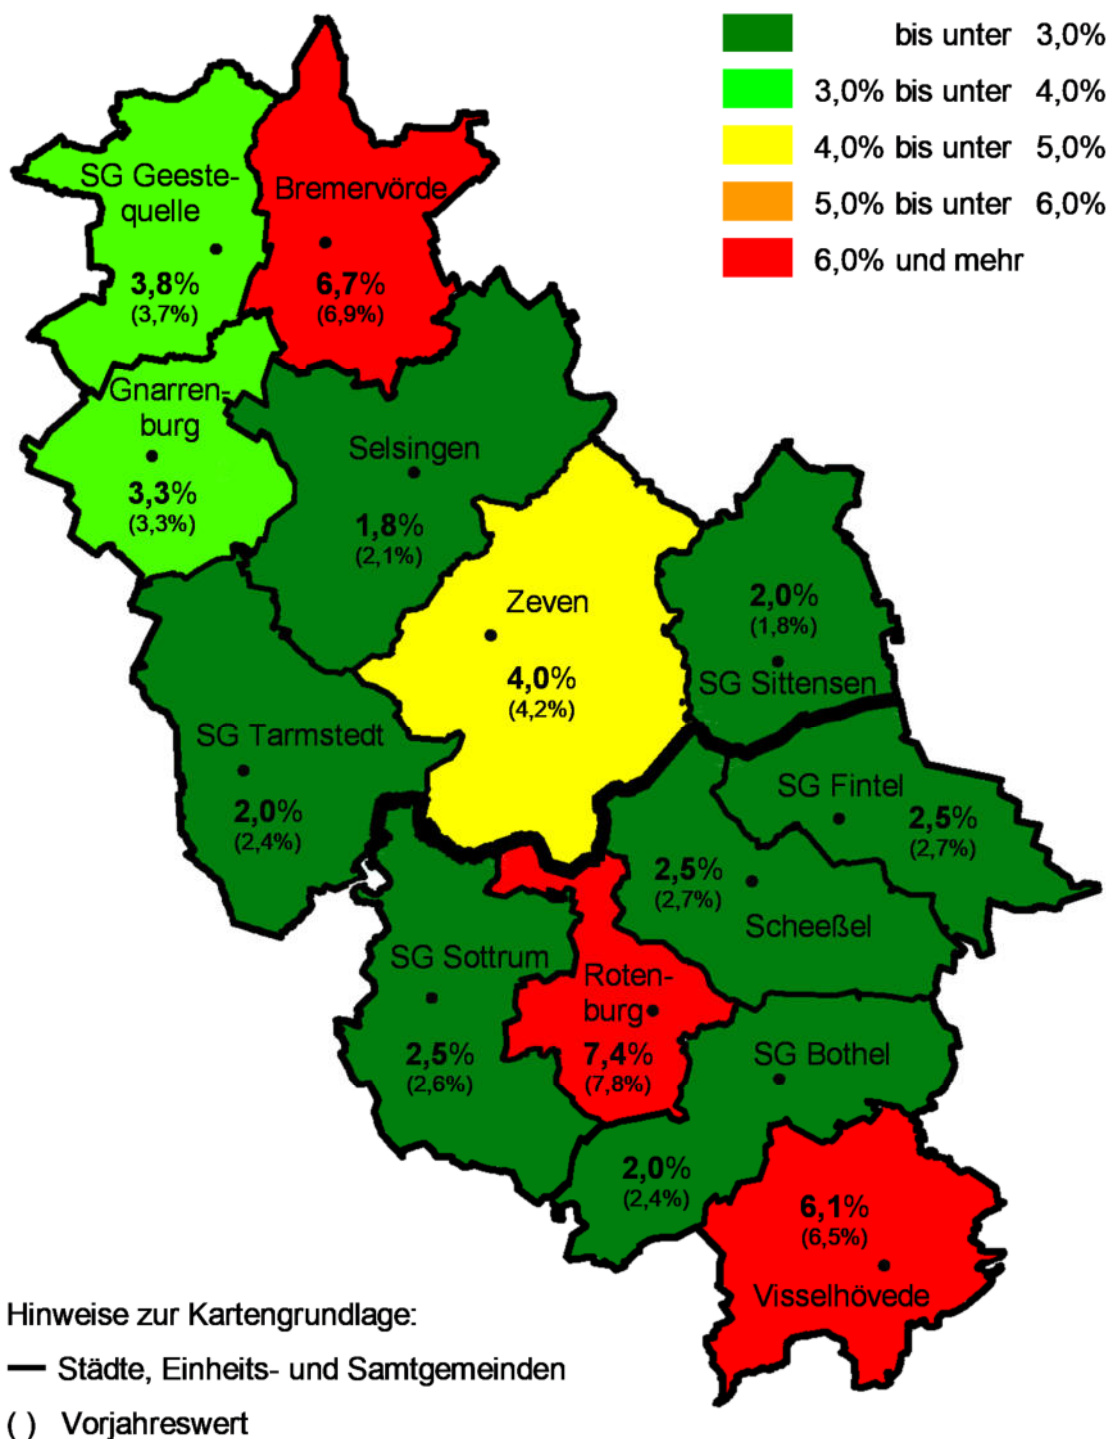 bis unter 3,0%
3,0% bis unter 4,0%
4,0% bis unter 5,0%
5,0% bis unter 6,0%
6,0% und mehr
SG Geeste-
quelle
3,8%
(3,7%)
Bremervörde
6,7%
(6,9%)
Gnarren-
burg
3,3%
(3,3%)
Selsingen
1,8%
(2,1%)
Zeven
4,0%
(4,2%)
2,0%
(1,8%)
SG Sittensen
SG Tarmstedt
2,0%
(2,4%)
SG Fintel
2,5%
(2,7%)
2,5%
(2,7%)
Scheeßel
SG Sottrum
2,5%
(2,6%)
Roten-
burg
7,4%
(7,8%)
SG Bothel
2,0%
(2,4%)
6,1%
(6,5%)
Visselhövede
Hinweise zur Kartengrundlage:
Städte, Einheits- und Samtgemeinden
( ) Vorjahreswert